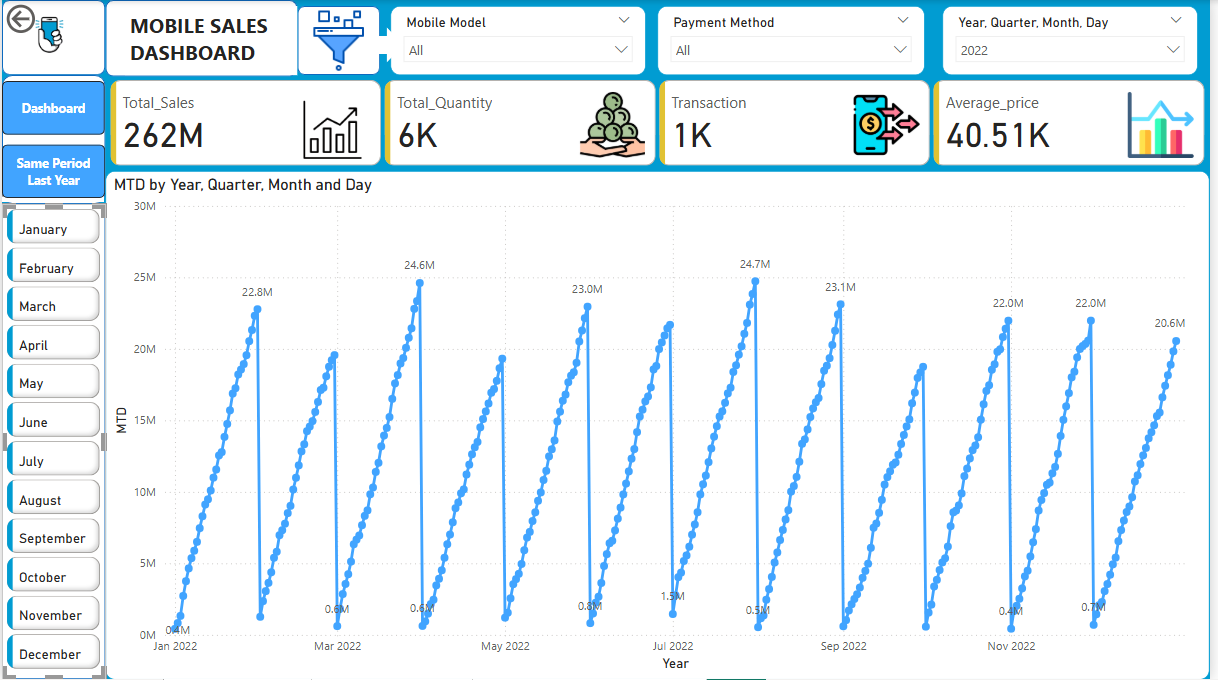 MOBILE SALES
DASHBOARD
Mobile Model
All
Payment Method
All
Year, Quarter, Month, Day
2022
Dashboard
Same Period
Last Year
Total_Sales
262M
Total_Quantity
6K
Transaction
1K
Average_price
40.51K
January
February
March
April
May
June
July
August
September
October
November
December
MTD by Year, Quarter, Month and Day
MTD
30M
25M
20M
15M
10M
5M
0M
22.8M
24.6M
23.0M
24.7M
23.1M
22.0M
22.0M
20.6M
0.4M
0.6M
0.6M
0.8M
1.5M
0.5M
0.4M
0.7M
Jan 2022
Mar 2022
May 2022
Jul 2022
Sep 2022
Nov 2022
Year